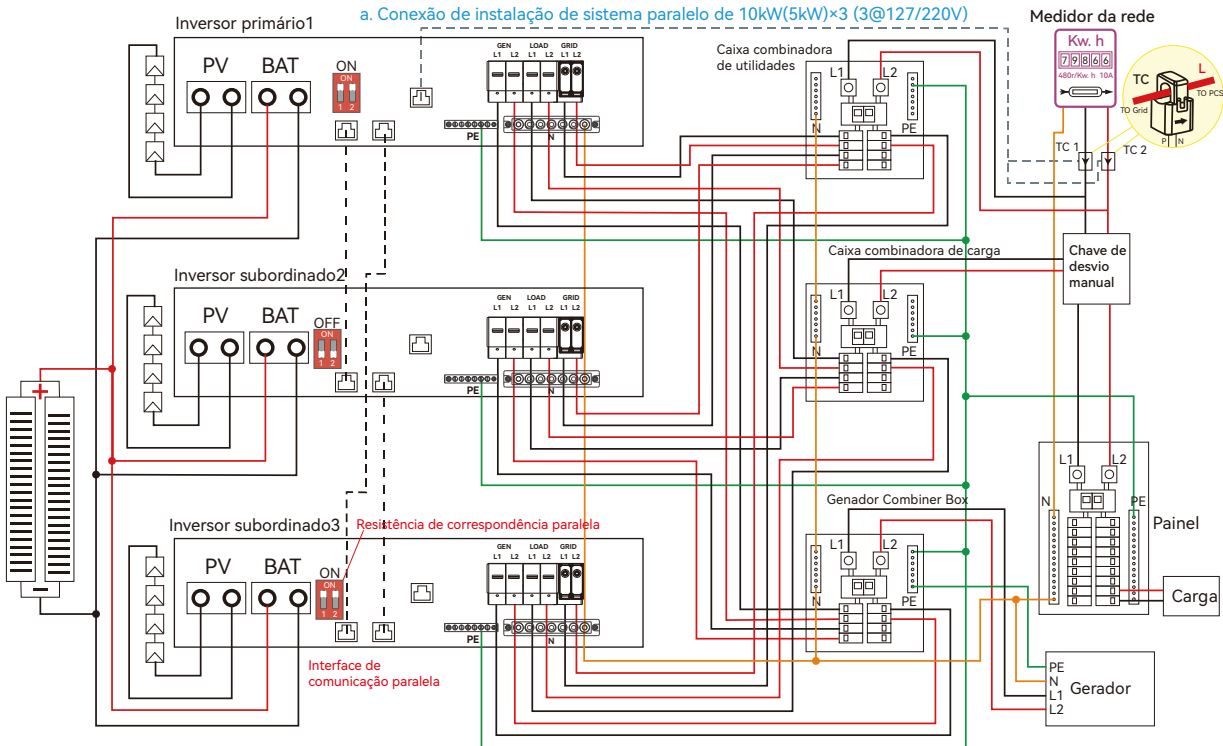 a. Conexão de instalação de sistema paralelo de 10kW(5kW)×3 (3@127/220V)
Inversor primário1
PV
BAT
ON
ON
1 2
GEN LOAD GRID
L1 L2 L1 L2 L1 L2
PE
N
Caixa combinadora
de utilidades
L1
L2
N
PE
Medidor da rede
Kw. h
79866
480r/Kw. h 10A
TC
L
TO PCS
TO Grid
P N
TC 1
TC 2
Inversor subordinado2
PV
BAT
OFF
ON
1 2
GEN LOAD GRID
L1 L2 L1 L2 L1 L2
PE
N
Caixa combinadora de carga
L1
L2
N
PE
Chave de
desvio
manual
+
-
Inversor subordinado3
Resistência de correspondência paralela
PV
BAT
ON
ON
1 2
GEN LOAD GRID
L1 L2 L1 L2 L1 L2
PE
N
Interface de
comunicação paralela
Genador Combiner Box
L1
L2
N
PE
L1
L2
N
PE
Painel
Carga
PE
N
L1
L2
Gerador